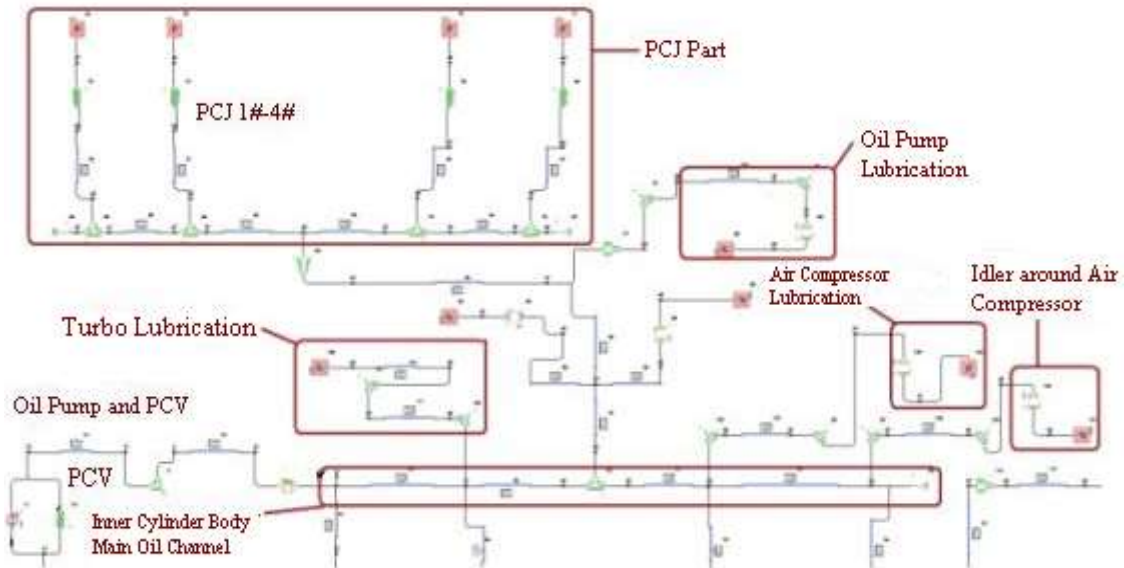 PCJ Part
PCJ 1#-4#
Oil Pump
Lubrication
Air Compressor
Lubrication
Idler around Air
Compressor
Turbo Lubrication
Oil Pump and PCV
PCV
Inner Cylinder Body
Main Oil Channel